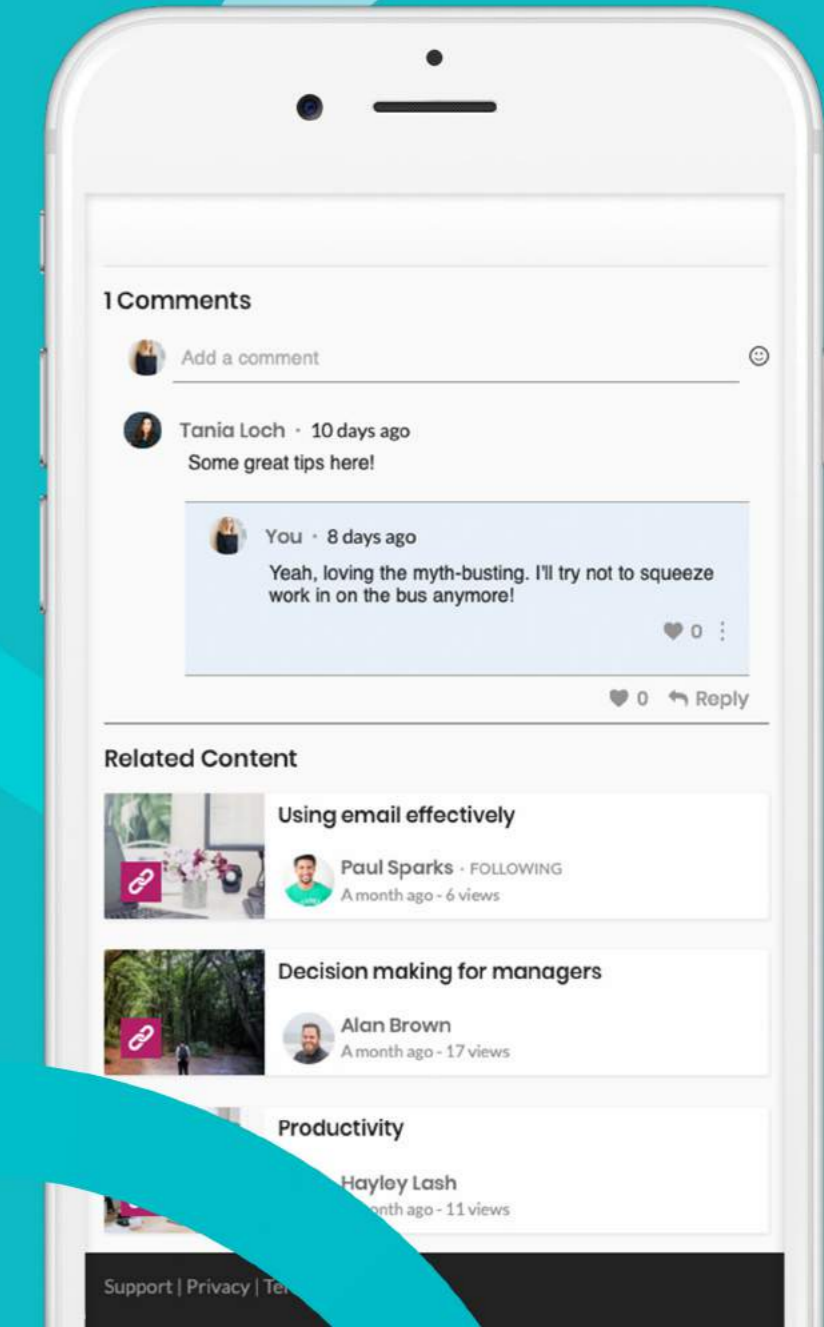 1 Comments
Add a comment
Tania Loch · 10 days ago
Some great tips here!
You · 8 days ago
Yeah, loving the myth-busting. I'll try not to squeeze
work in on the bus anymore!
0
0 Reply
Related Content
Using email effectively
Paul Sparks · FOLLOWING
A month ago - 6 views
Decision making for managers
Alan Brown
A month ago - 17 views
Productivity
Hayley Lash
ago - 11 views
Support | Privacy |